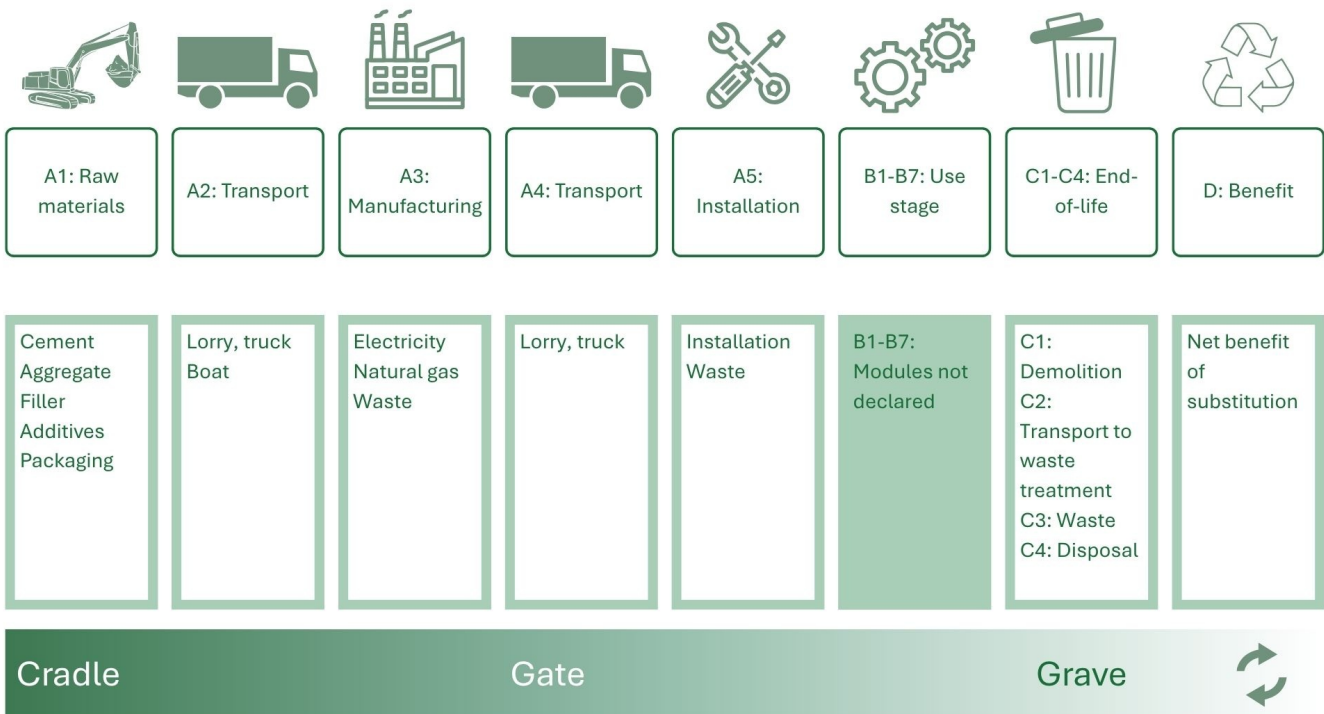 A1: Raw
materials
A2: Transport
A3:
Manufacturing
A4: Transport
A5:
Installation
B1-B7: Use
stage
C1-C4: End-
of-life
D: Benefit
Cement
Aggregate
Filler
Additives
Packaging
Lorry, truck
Boat
Electricity
Natural gas
Waste
Lorry, truck
Installation
Waste
B1-B7:
Modules not
declared
C1:
Demolition
C2:
Transport to
waste
treatment
C3: Waste
C4: Disposal
Net benefit
of
substitution
Cradle
Gate
Grave